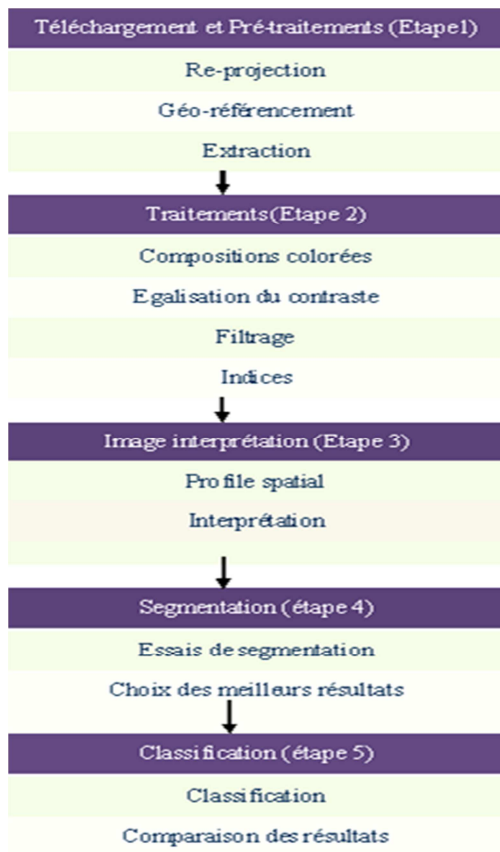 Téléchargement et Pré-traitements (Etape1)
Re-projection
Géo-référencement
Extraction
Traitements(Etape 2)
Compositions colorées
Egalisation du contraste
Filtrage
Indices
Image interprétation (Etape 3)
Profile spatial
Interprétation
Segmentation (étape 4)
Essais de segmentation
Choix des meilleurs résultats
Classification (étape 5)
Classification
Comparaison des résultats